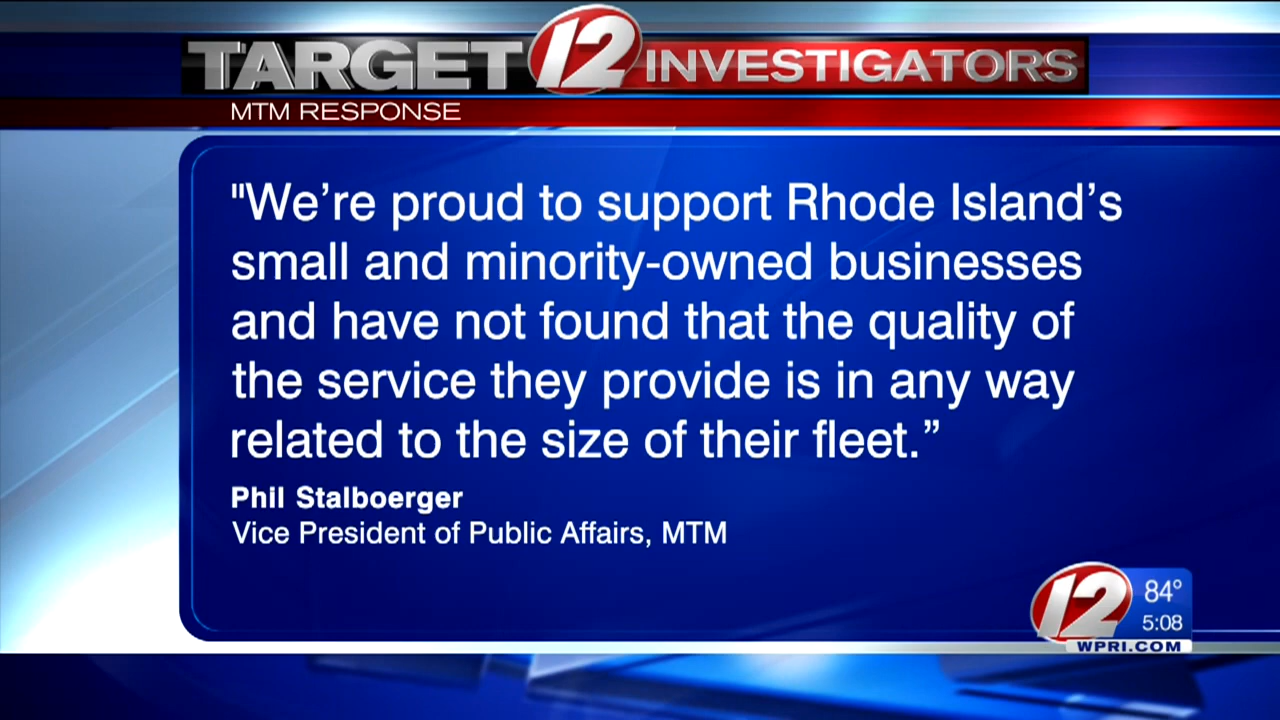 TARGET 12 INVESTIGATORS
MTM RESPONSE
"We’re proud to support Rhode Island’s
small and minority-owned businesses
and have not found that the quality of
the service they provide is in any way
related to the size of their fleet.”
Phil Stalboerger
Vice President of Public Affairs, MTM
12 84°
5:08
WPRI.COM